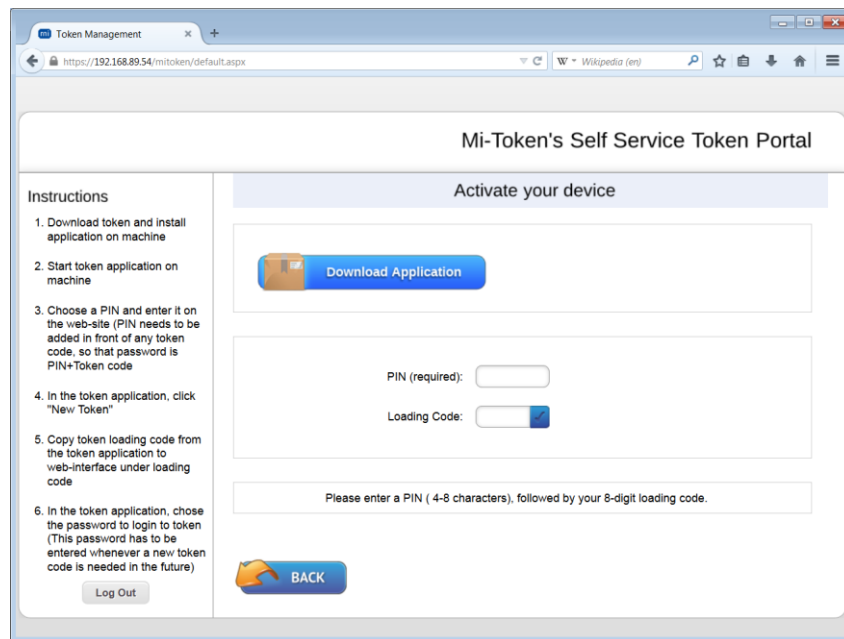 mi Token Management
https://192.168.89.54/mitoken/default.aspx
W Wikipedia (en)
Mi-Token's Self Service Token Portal
Instructions
1. Download token and install
application on machine
2. Start token application on
machine
3. Choose a PIN and enter it on
the web-site (PIN needs to be
added in front of any token
code, so that password is
PIN+Token code
4. In the token application, click
"New Token"
5. Copy token loading code from
the token application to
web-interface under loading
code
6. In the token application, chose
the password to login to token
(This password has to be
entered whenever a new token
code is needed in the future)
Log Out
Activate your device
Download Application
PIN (required):
Loading Code:
Please enter a PIN ( 4-8 characters), followed by your 8-digit loading code.
BACK